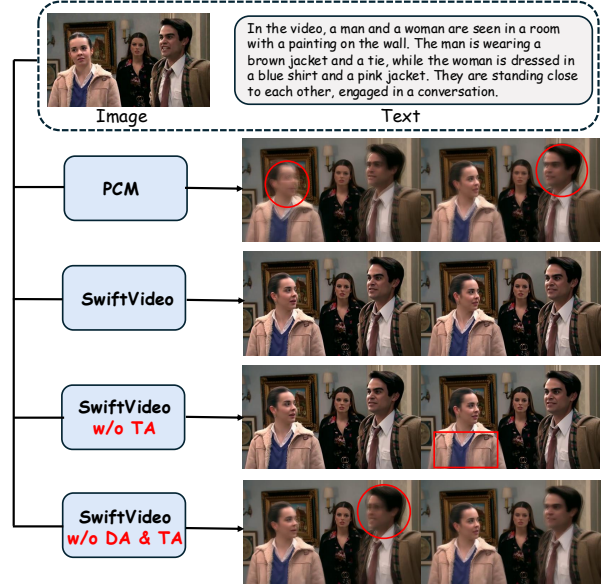 In the video, a man and a woman are seen in a room
with a painting on the wall. The man is wearing a
brown jacket and a tie, while the woman is dressed in
a blue shirt and a pink jacket. They are standing close
to each other, engaged in a conversation.
Image
Text
PCM
SwiftVideo
SwiftVideo
w/o TA
SwiftVideo
w/o DA & TA